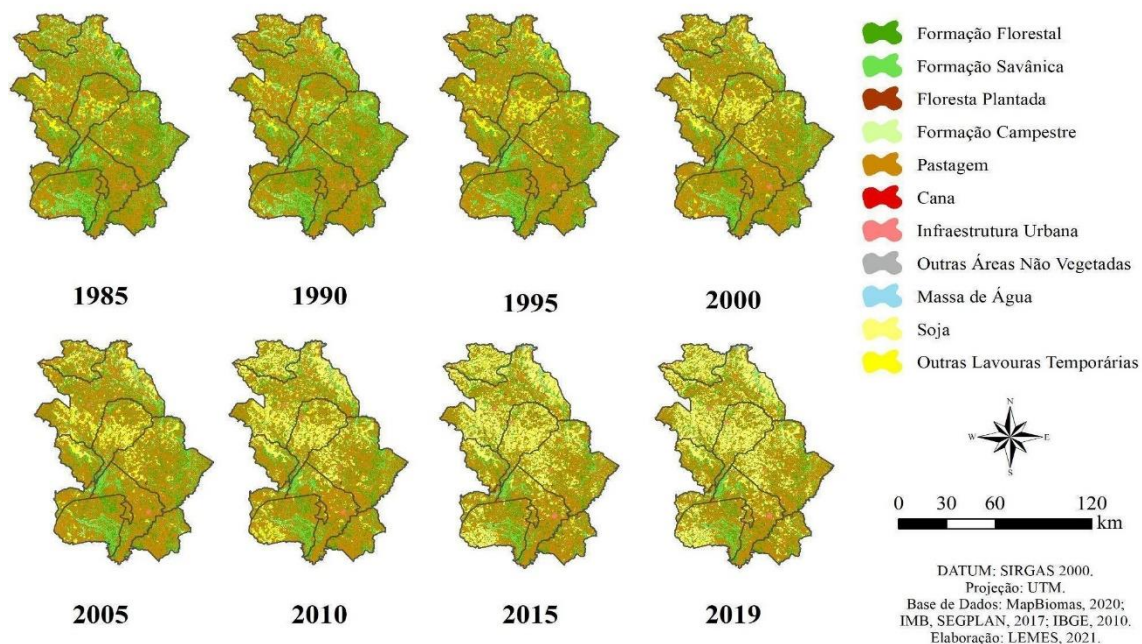 1985
1990
1995
2000
2005
2010
2015
2019
Formação Florestal
Formação Savânica
Floresta Plantada
Formação Campestre
Pastagem
Cana
Infraestrutura Urbana
Outras Áreas Não Vegetadas
Massa de Água
Soja
Outras Lavouras Temporárias
N
W E
S
0 30 60 120
km
DATUM: SIRGAS 2000.
Projeção: UTM.
Base de Dados: MapBiomas, 2020;
IMB, SEGPLAN, 2017; IBGE, 2010.
Elaboração: LEMES, 2021.